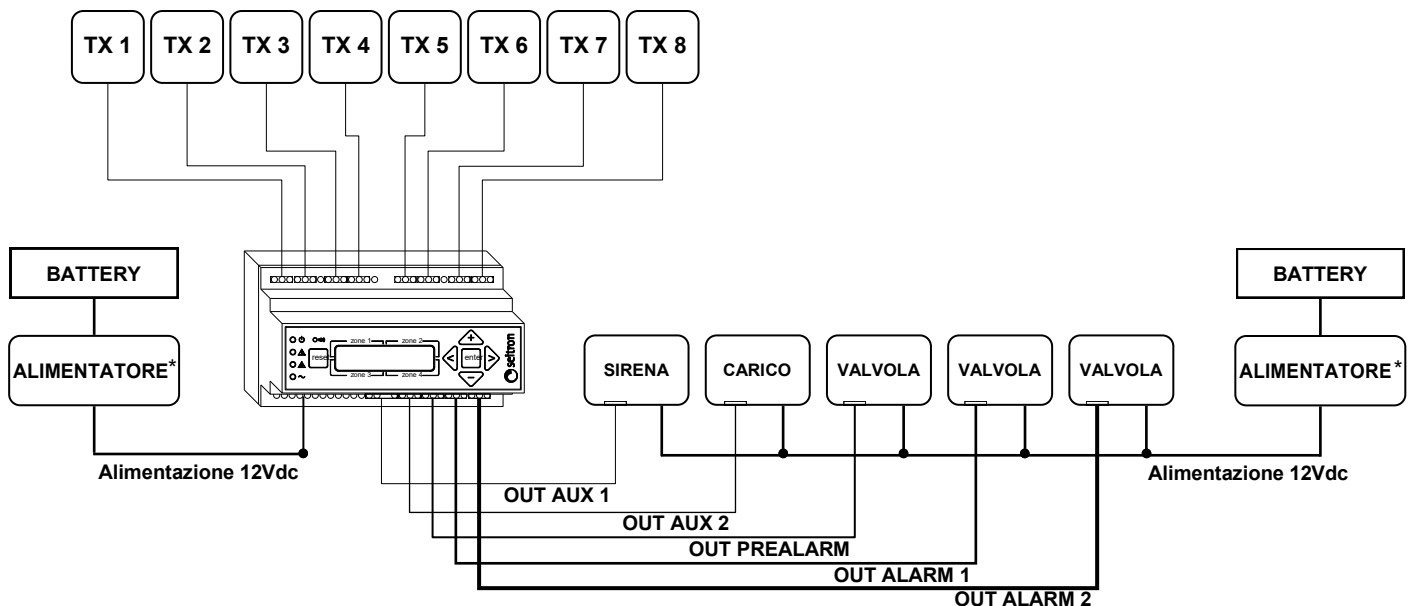 TX 1 TX 2 TX 3 TX 4 TX 5 TX 6 TX 7 TX 8
BATTERY
ALIMENTATORE*
Alimentazione 12Vdc
zone 1 zone 2
rese
enter
zone 3 zone 4
seltron
SIRENA CARICO VALVOLA VALVOLA VALVOLA
BATTERY
ALIMENTATORE*
Alimentazione 12Vdc
OUT AUX 1
OUT AUX 2
OUT PREALARM
OUT ALARM 1
OUT ALARM 2